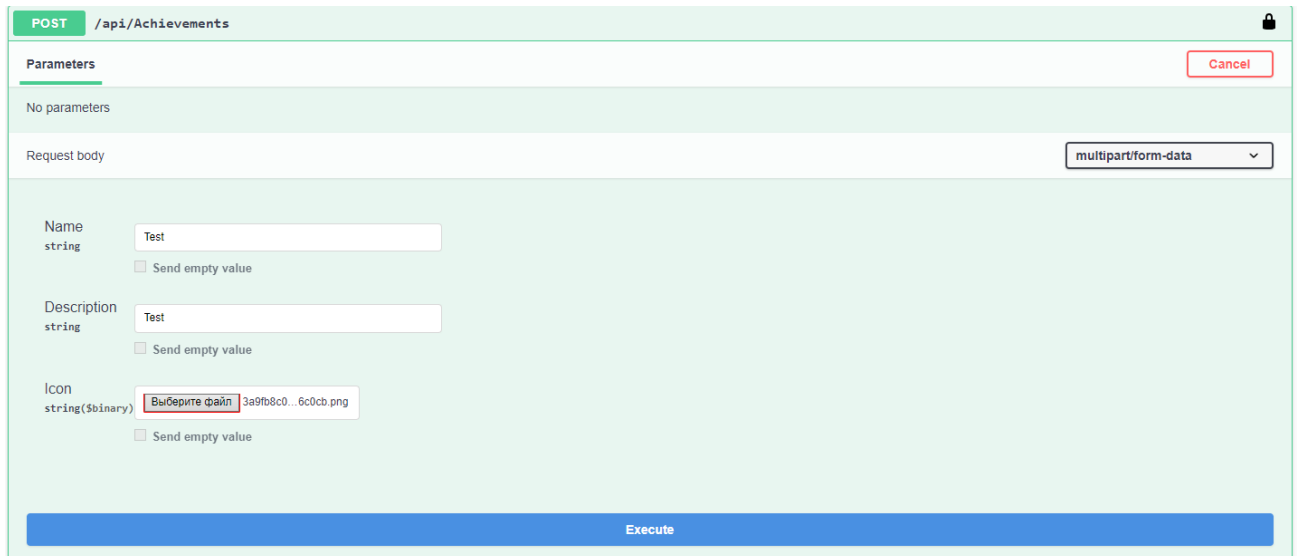 POST /api/Achievements
Parameters
Cancel
No parameters
Request body
multipart/form-data
Name
string
Test
Send empty value
Description
string
Test
Send empty value
Icon
string($binary)
Выберите файл 3a9fb8c0...6c0cb.png
Send empty value
Execute